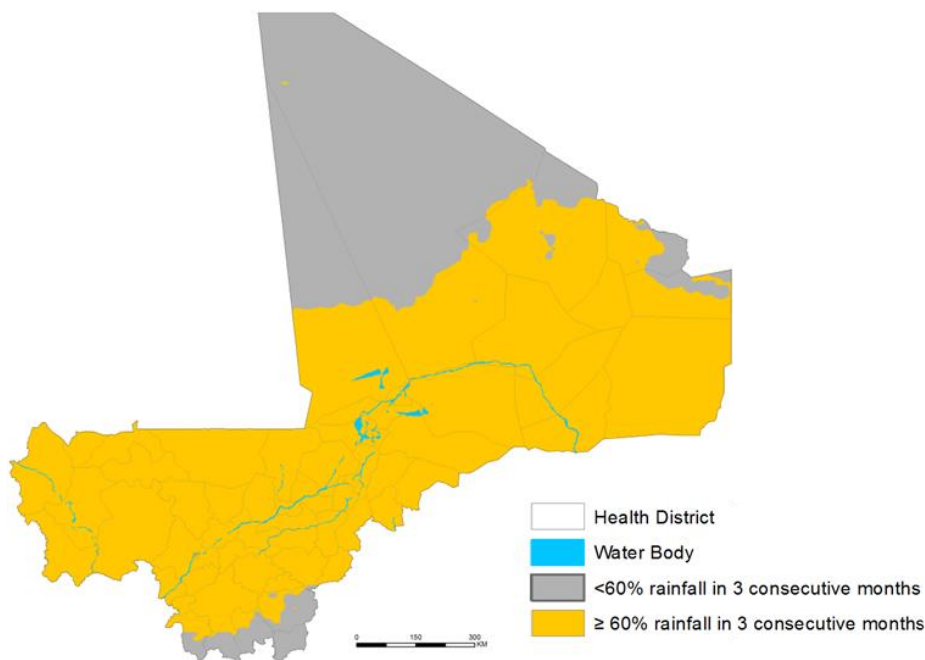 Health District
Water Body
<60% rainfall in 3 consecutive months
≥ 60% rainfall in 3 consecutive months
0 150 300
KM